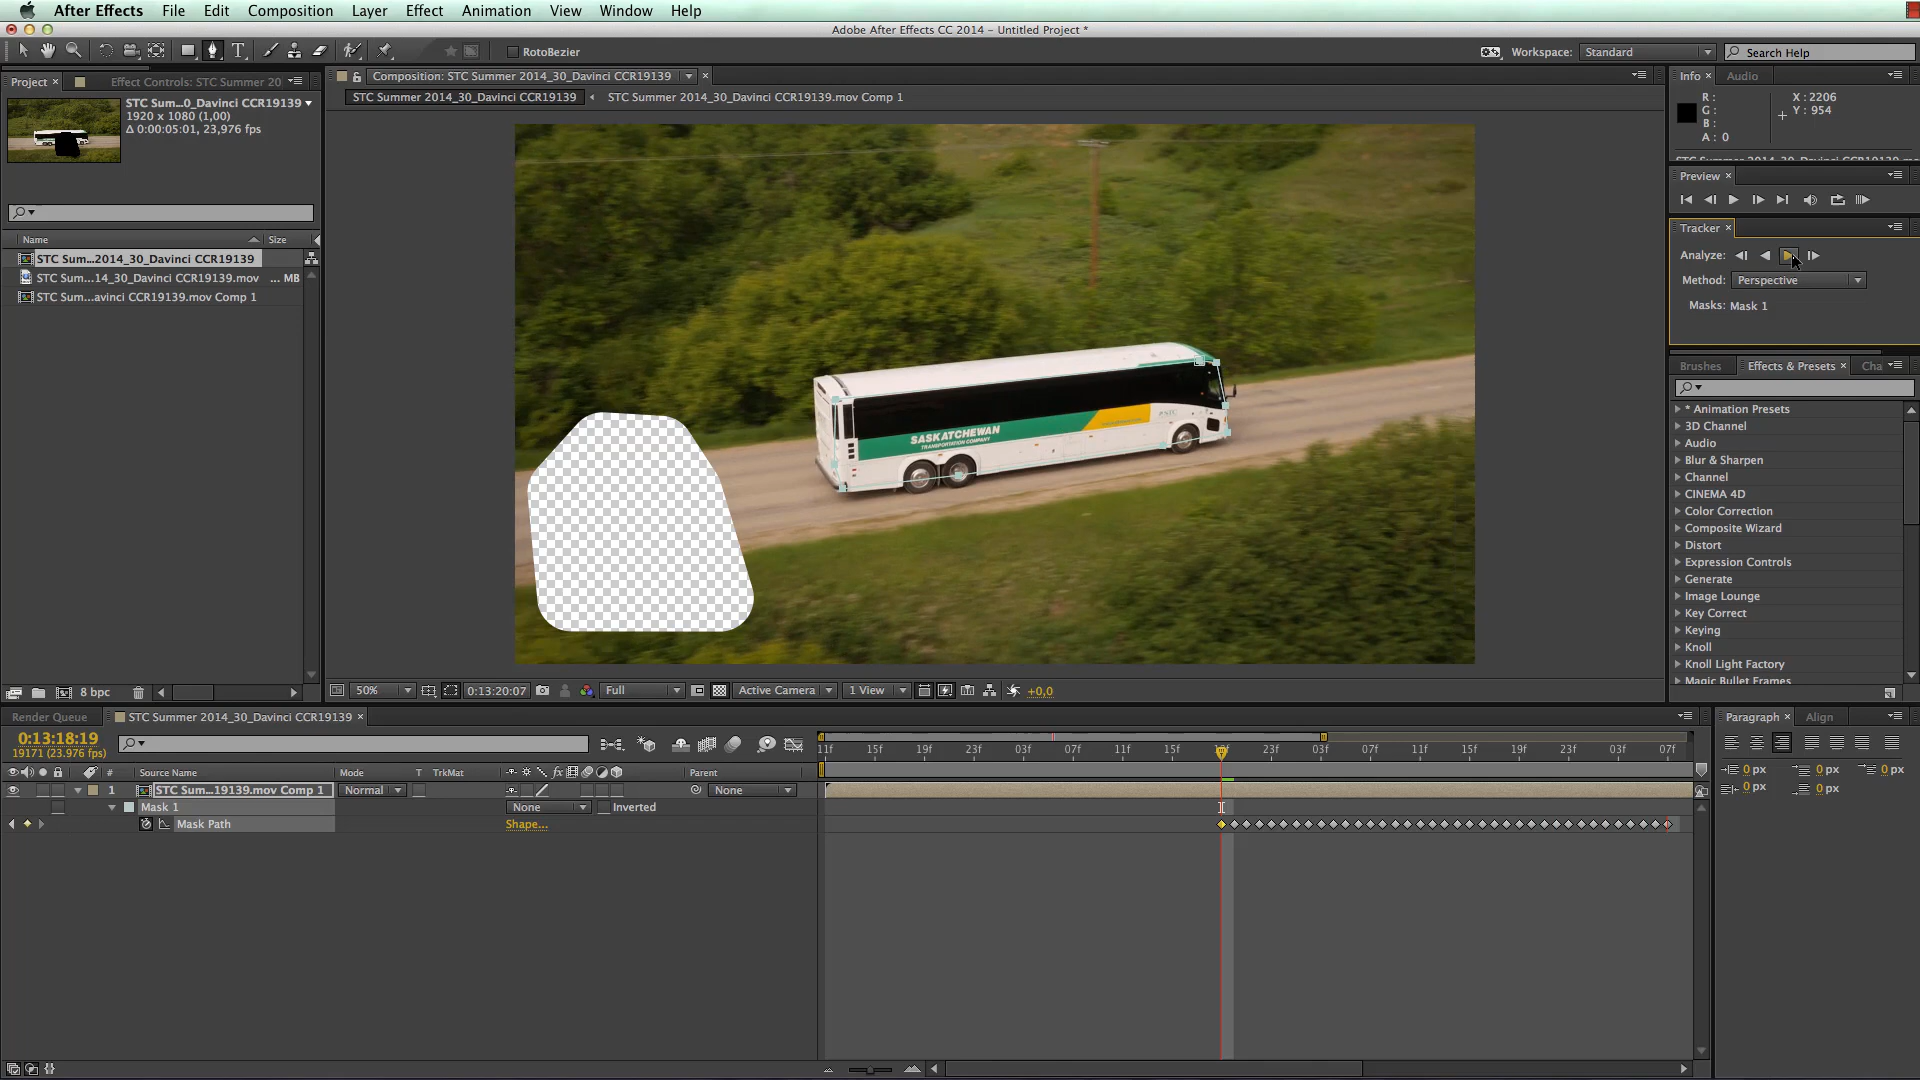 After Effects File Edit Composition Layer Effect Animation View Window Help
Adobe After Effects CC 2014 – Untitled Project *
T RotoBezier Workspace: Standard Search Help
Project × Effect Controls: STC Summer 20
STC Sum...0_Davinci CCR19139
1920 x 1080 (1,00)
Δ 0:00:05:01, 23,976 fps
Name Size
STC Sum...2014_30_Davinci CCR19139
STC Sum...14_30_Davinci CCR19139.mov ... MB
STC Sum...avinci CCR19139.mov Comp 1
8 bpc
Composition: STC Summer 2014_30_Davinci CCR19139 ×
STC Summer 2014_30_Davinci CCR19139 STC Summer 2014_30_Davinci CCR19139.mov Comp 1
SASKATCHEWAN
TRANSPORTATION COMPANY
50% 0:13:20:07 Full Active Camera 1 View +0,0
Info × Audio
R :
G :
B :
A : 0
X : 2206
Y : 954
Preview ×
Tracker ×
Analyze:
Method: Perspective
Masks: Mask 1
Brushes Effects & Presets × Cha
* Animation Presets
3D Channel
Audio
Blur & Sharpen
Channel
CINEMA 4D
Color Correction
Composite Wizard
Distort
Expression Controls
Generate
Image Lounge
Key Correct
Keying
Knoll
Knoll Light Factory
Magic Bullet Frames
Render Queue STC Summer 2014_30_Davinci CCR19139 ×
0:13:18:19
19171 (23.976 fps)
11f 15f 19f 23f 03f 07f 11f 15f 23f 03f 07f 11f 15f 19f 23f 03f 07f
# Source Name Mode T TrkMat fx Parent
1 STC Sum...19139.mov Comp 1 Normal None
Mask 1 None Inverted
Mask Path Shape...
Paragraph × Align
0 px 0 px 0 px
0 px 0 px